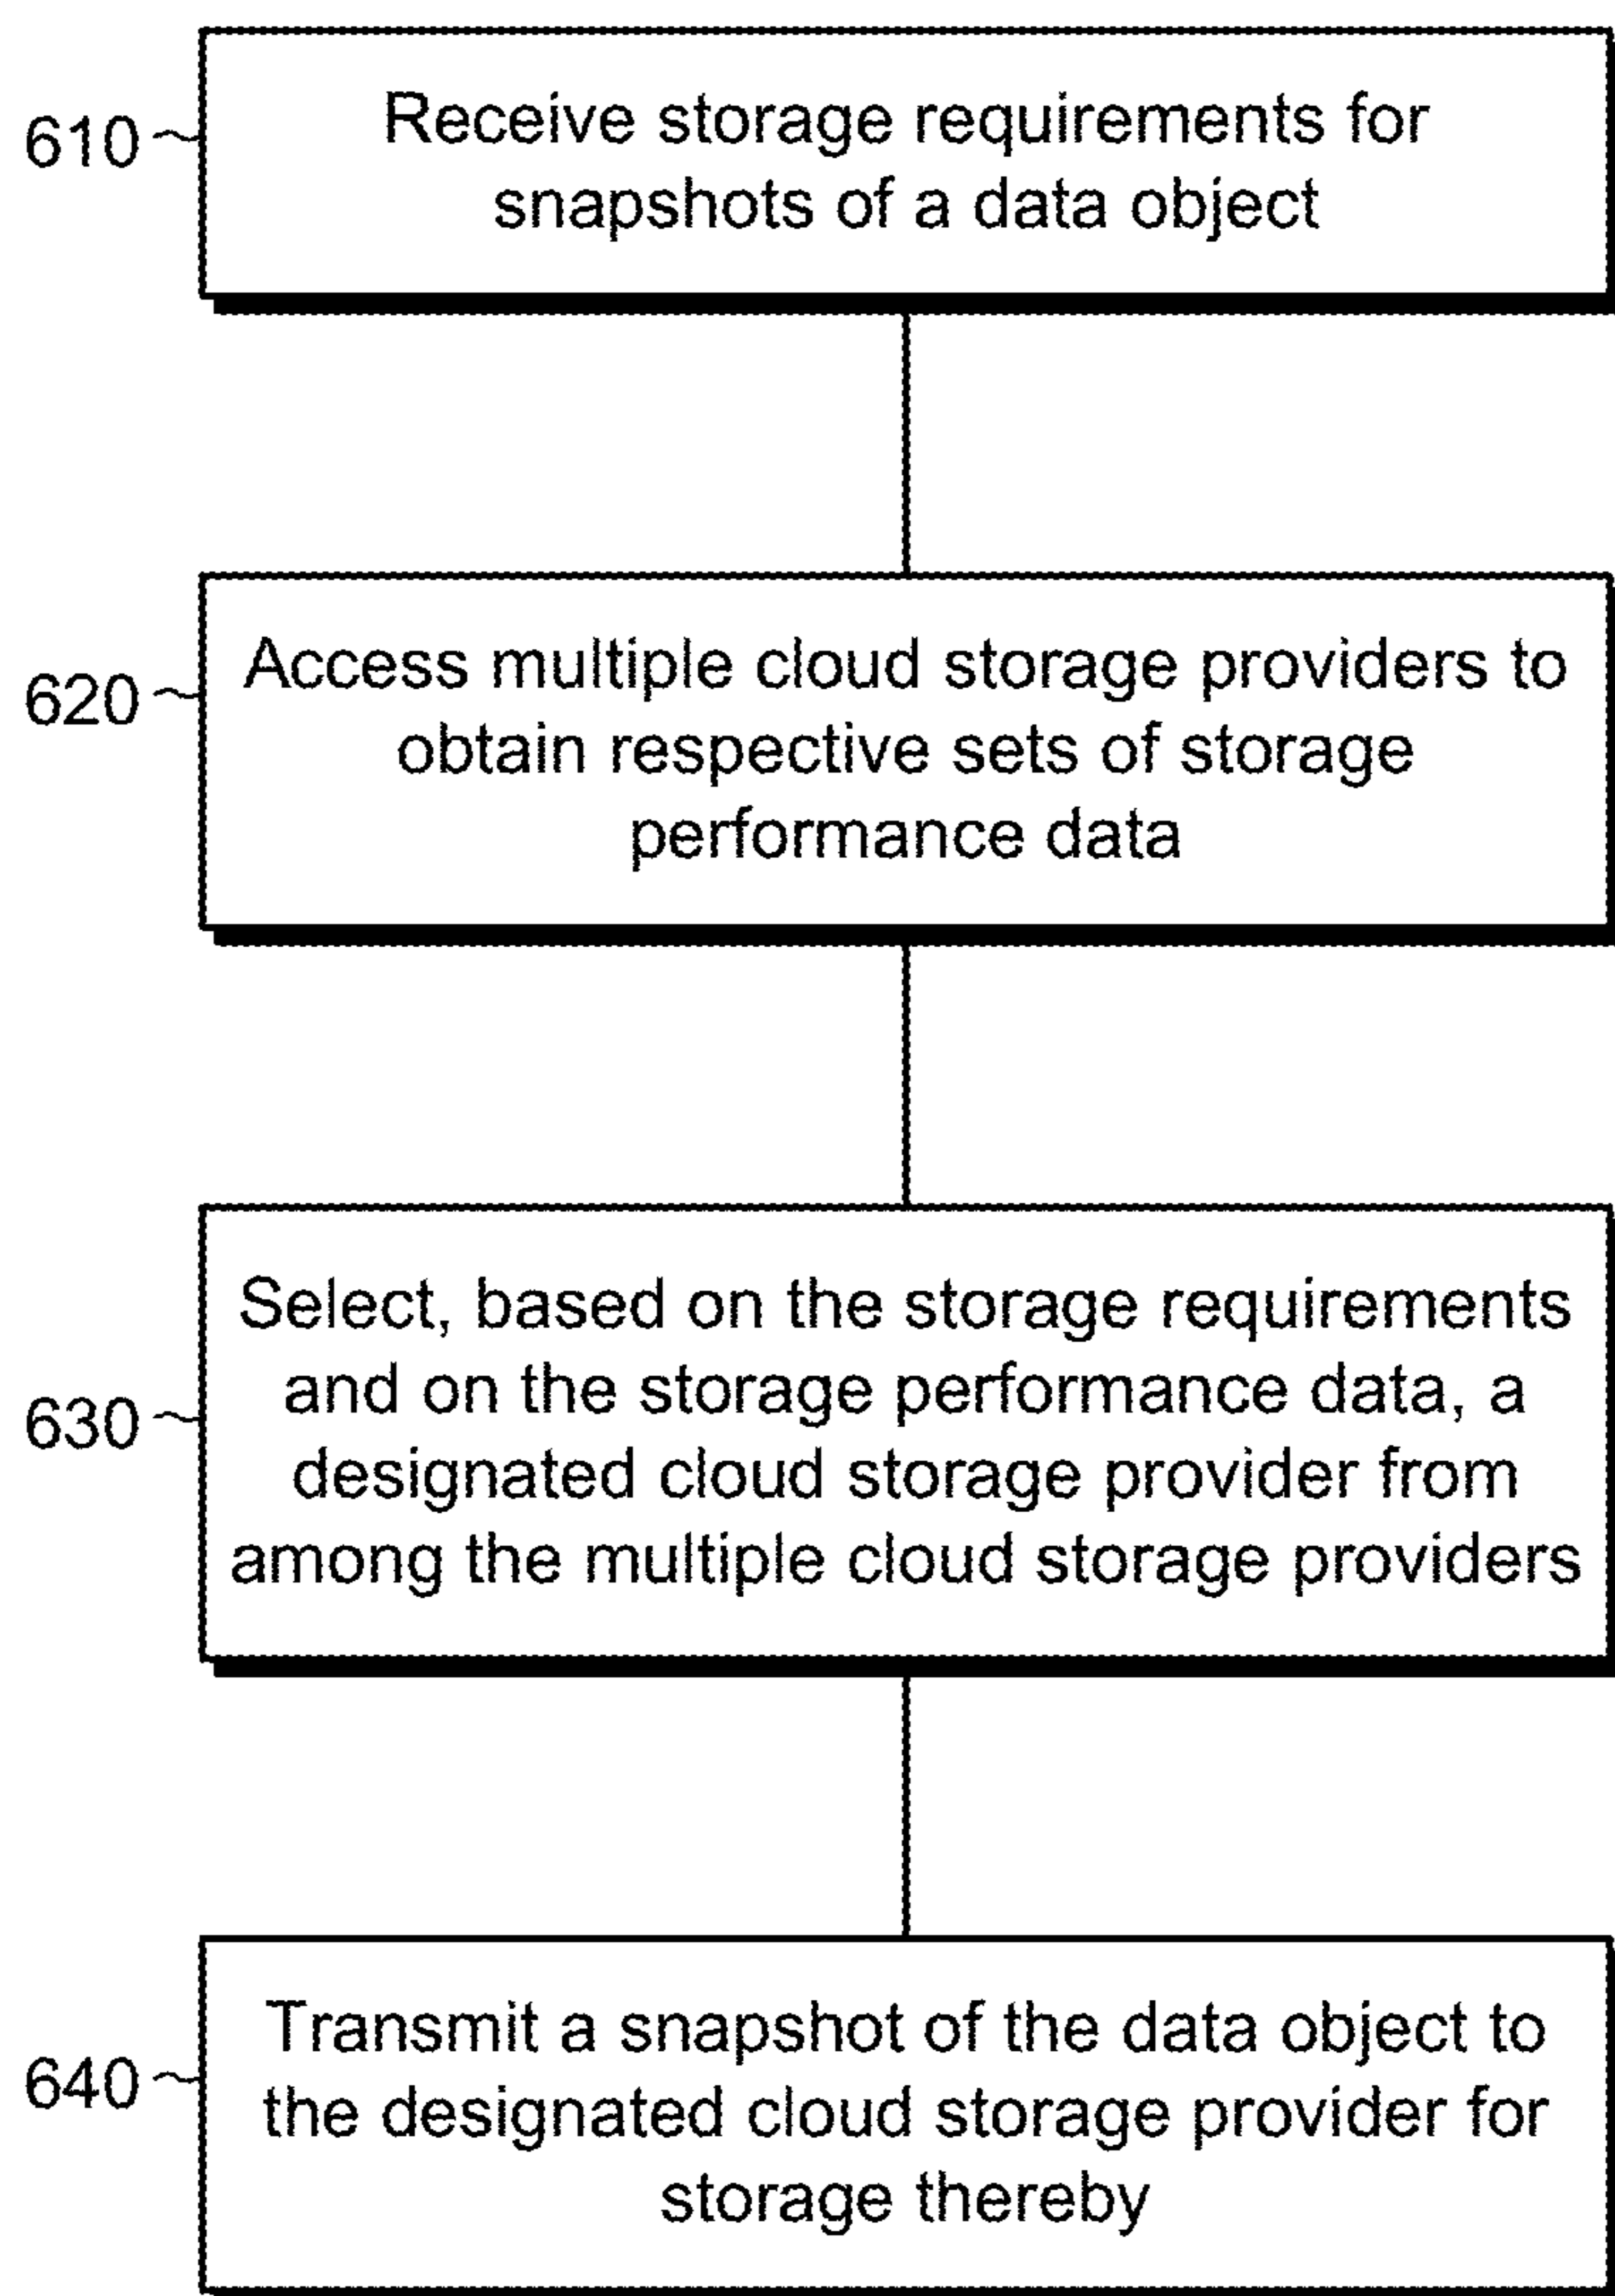 610
Receive storage requirements for
snapshots of a data object
620
Access multiple cloud storage providers to
obtain respective sets of storage
performance data
630
Select, based on the storage requirements
and on the storage performance data, a
designated cloud storage provider from
among the multiple cloud storage providers
640
Transmit a snapshot of the data object to
the designated cloud storage provider for
storage thereby